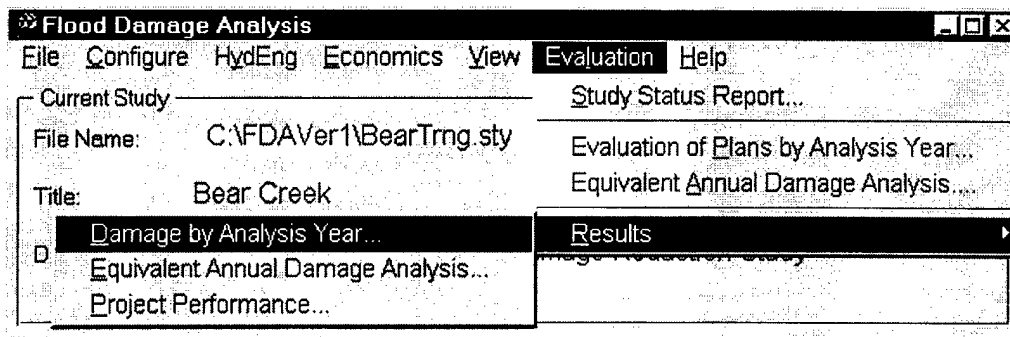 Flood Damage Analysis
File Configure HydEng Economics View Evaluation Help
Current Study
Study Status Report...
File Name: C:\FDAVer1\BearTrng.sty
Evaluation of Plans by Analysis Year...
Equivalent Annual Damage Analysis....
Title: Bear Creek
Damage by Analysis Year...
Results
D
Equivalent Annual Damage Analysis...
Project Performance...